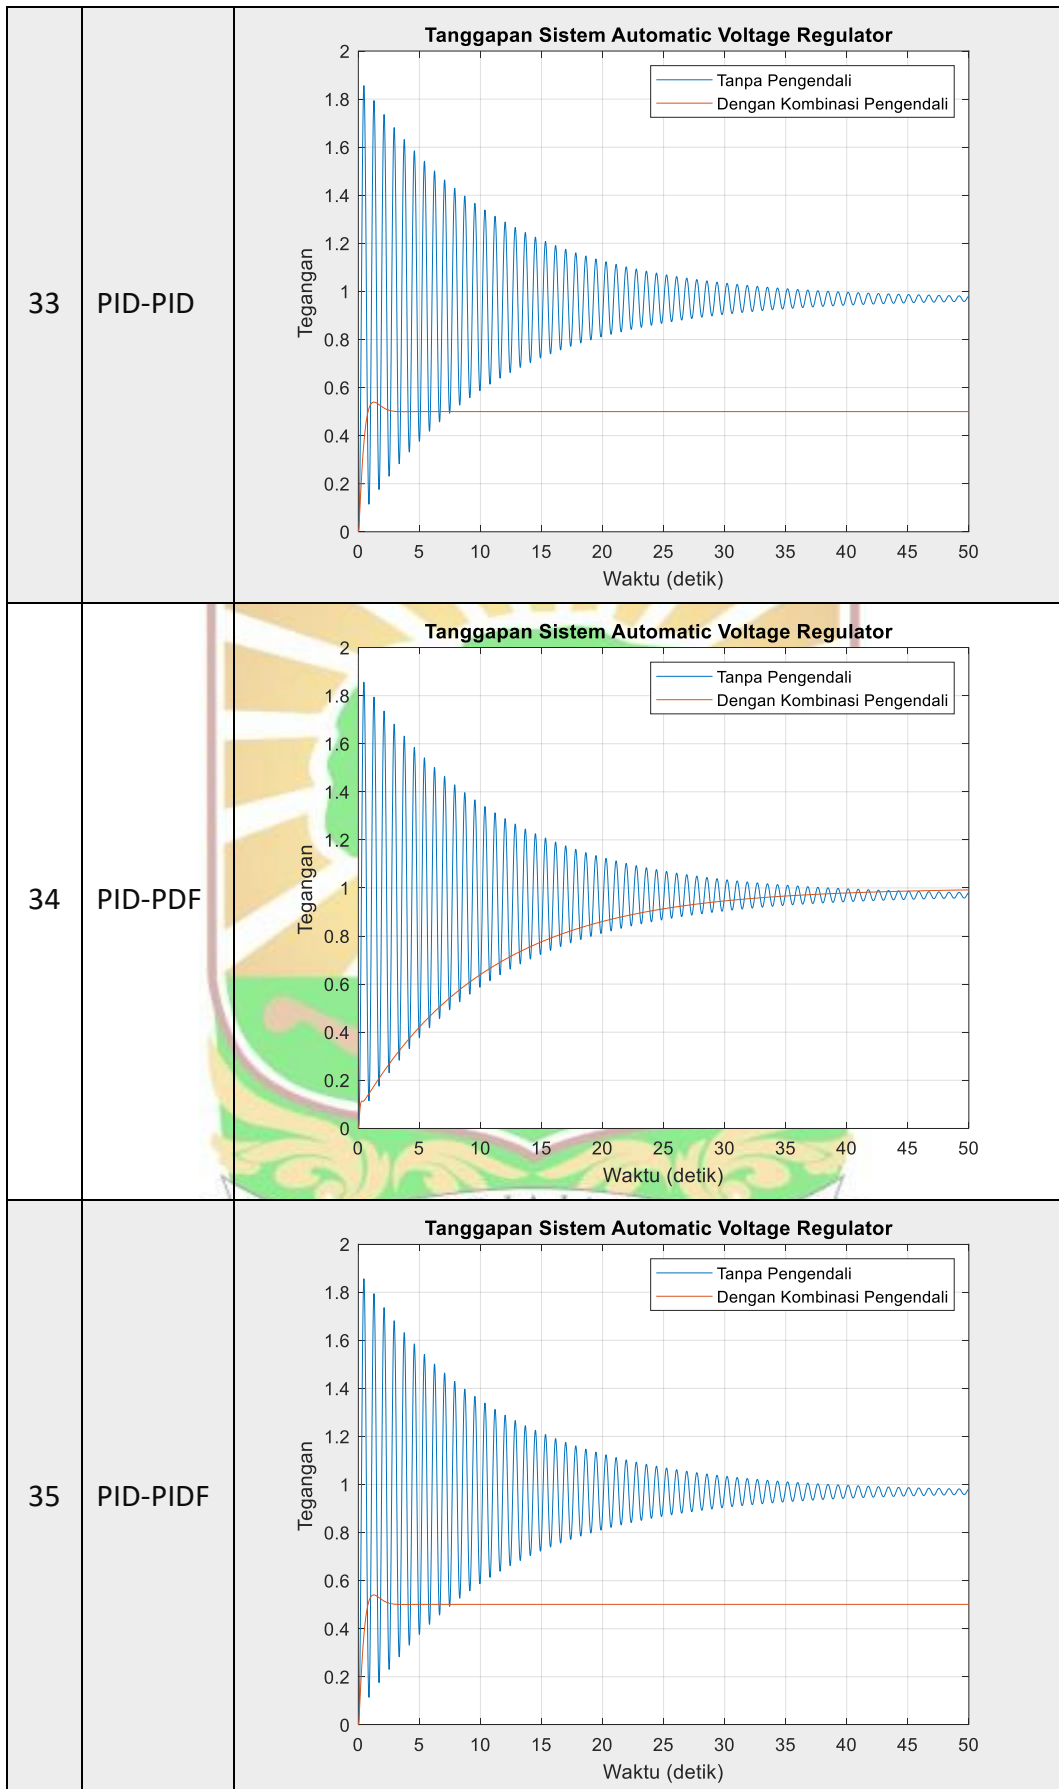 Tanggapan Sistem Automatic Voltage Regulator
2
Tanpa Pengendali
Dengan Kombinasi Pengendali
1.8
1.6
1.4
1.2
1
0.8
0.6
0.4
0.2
0
Tegangan
33
PID-PID
0 5 10 15 20 25 30 35 40 45 50
Waktu (detik)
Tanggapan Sistem Automatic Voltage Regulator
2
Tanpa Pengendali
Dengan Kombinasi Pengendali
1.8
1.6
1.4
1.2
1
0.8
0.6
0.4
0.2
0
Tegangan
34
PID-PDF
0 5 10 15 20 25 30 35 40 45 50
Waktu (detik)
Tanggapan Sistem Automatic Voltage Regulator
2
Tanpa Pengendali
Dengan Kombinasi Pengendali
1.8
1.6
1.4
1.2
1
0.8
0.6
0.4
0.2
0
Tegangan
35
PID-PIDF
0 5 10 15 20 25 30 35 40 45 50
Waktu (detik)